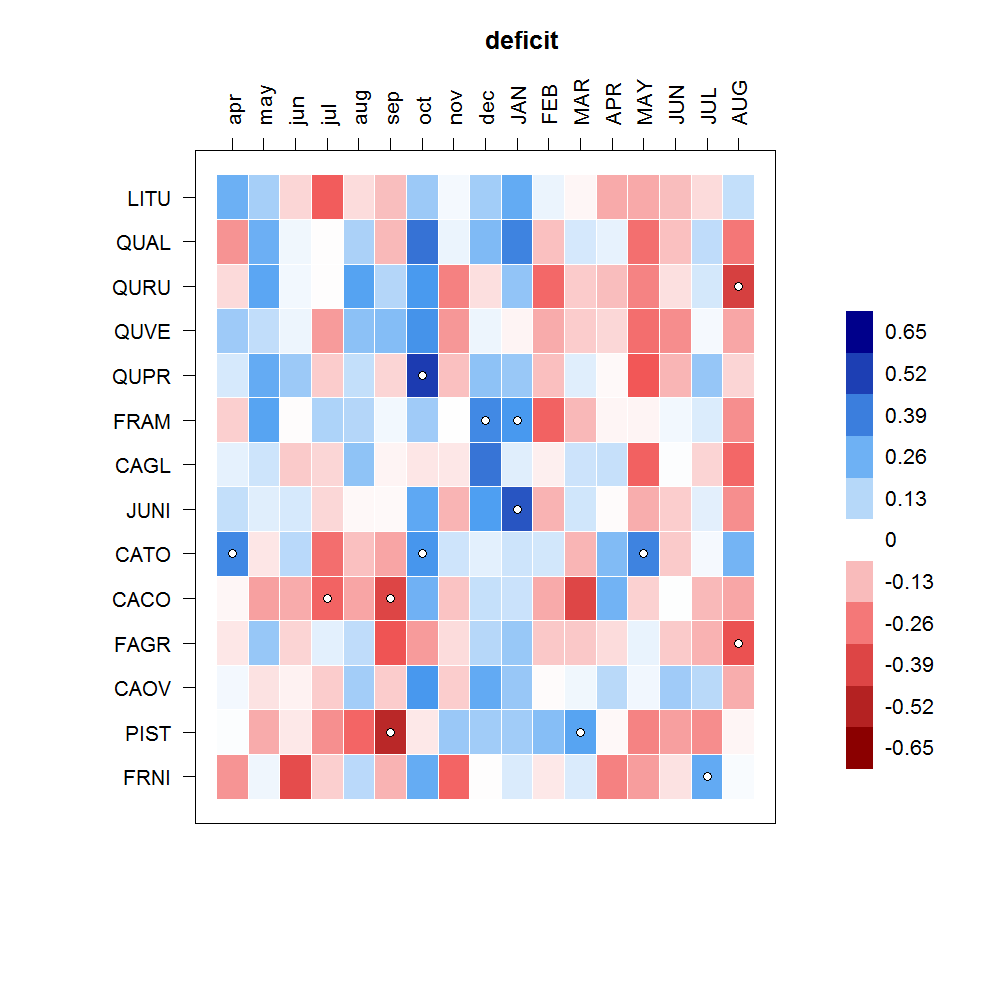 deficit
apr may jun jul aug sep oct nov dec JAN FEB MAR APR MAY JUN JUL AUG
LITU
QUAL
QURU
QUVE
QUPR
FRAM
CAGL
JUNI
CATO
CACO
FAGR
CAOV
PIST
FRNI
0.65
0.52
0.39
0.26
0.13
0
-0.13
-0.26
-0.39
-0.52
-0.65